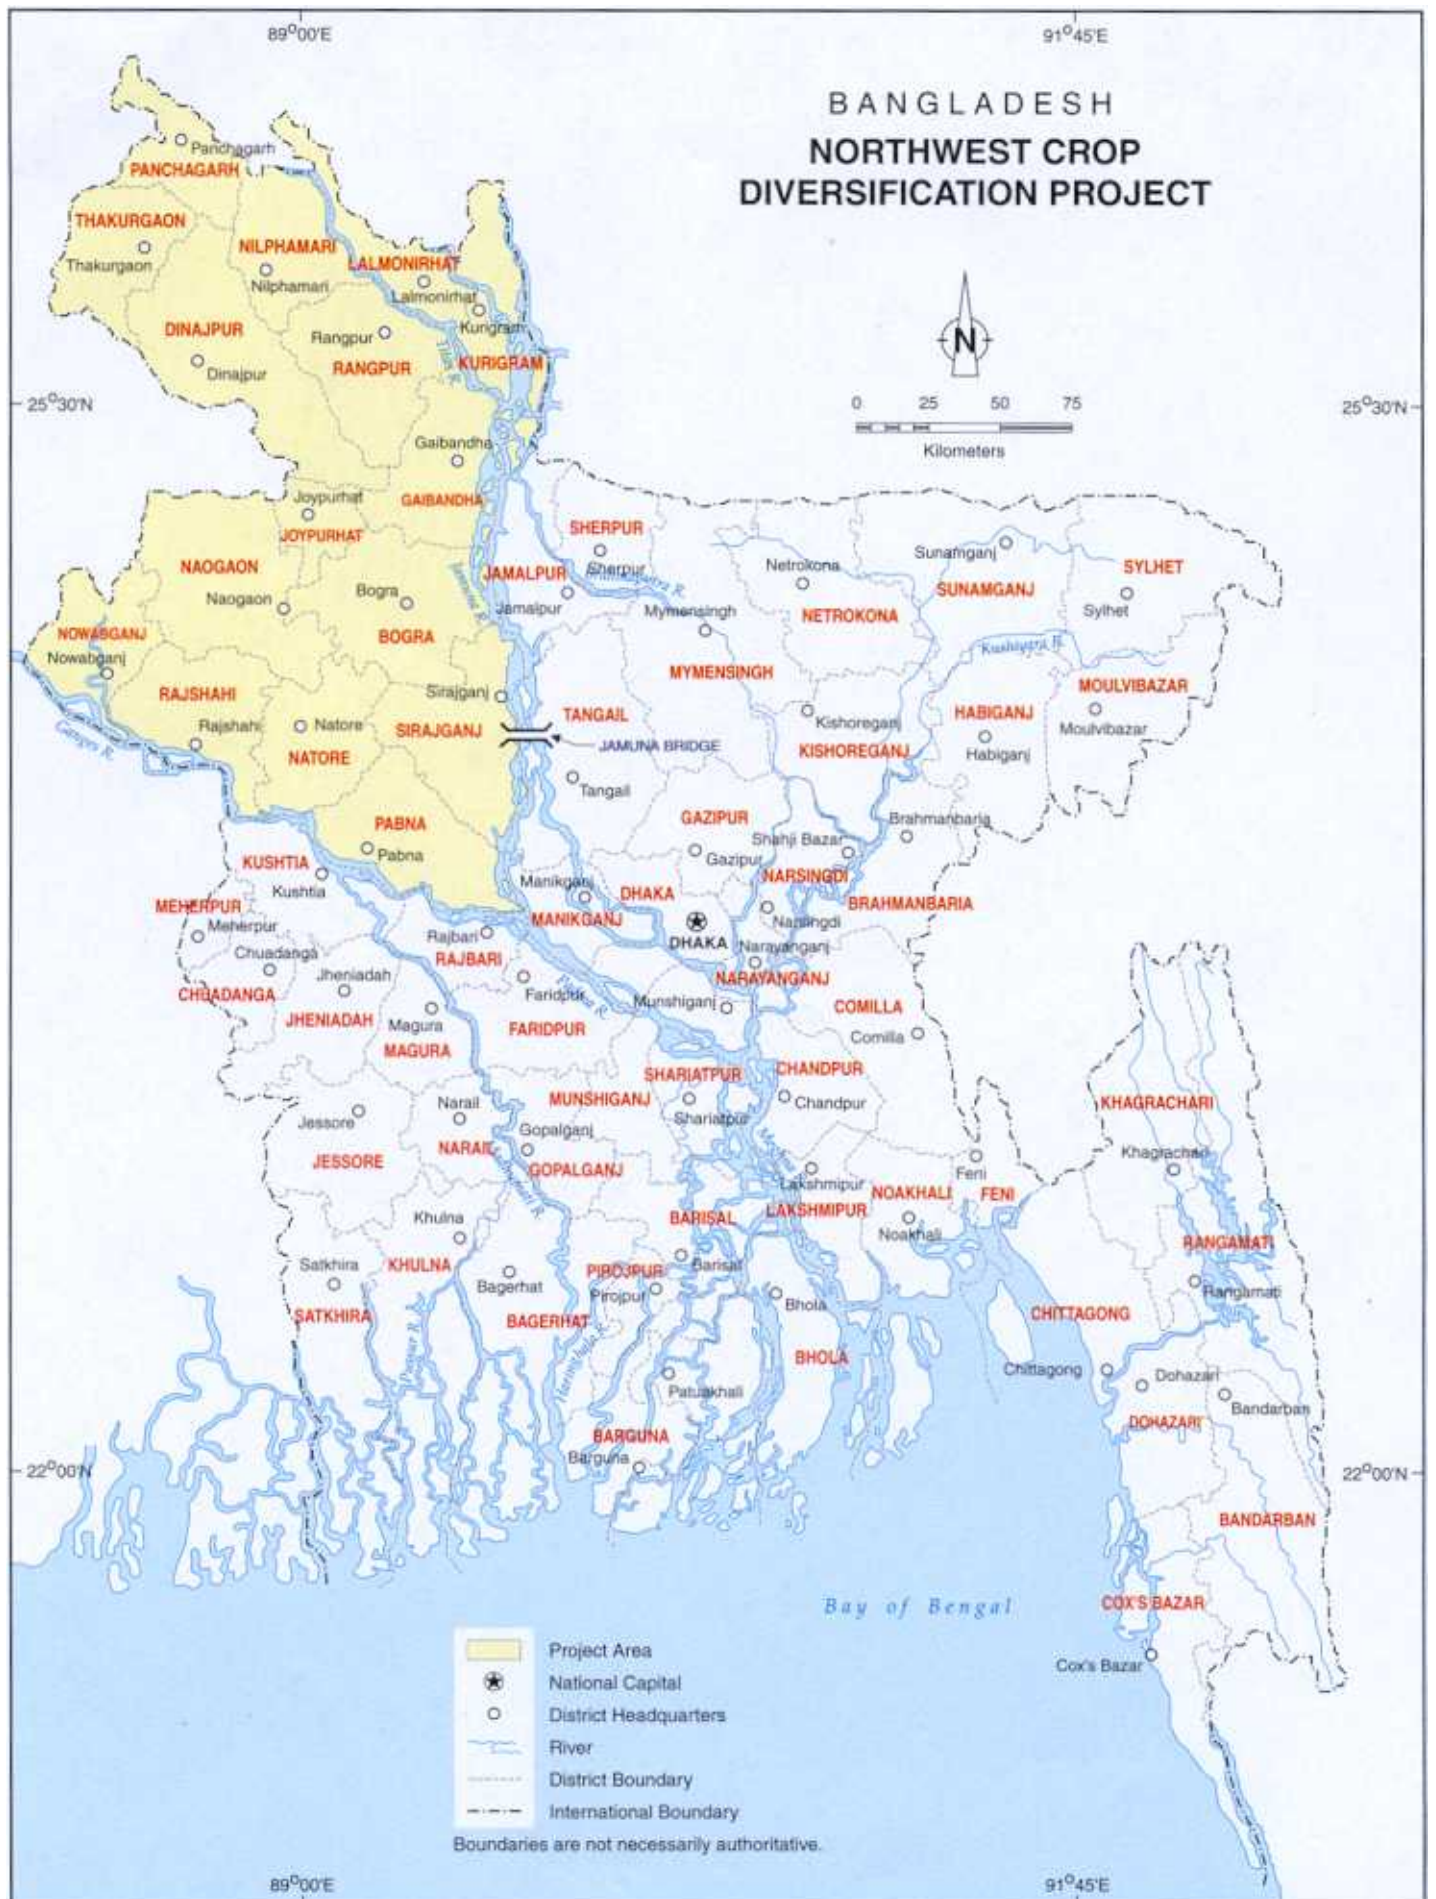 89°00'E
91°45'E
BANGLADESH
NORTHWEST CROP
DIVERSIFICATION PROJECT
Panchagarh
PANCHAGARH
THAKURGAON
Thakurgaon
NILPHAMARI
Nilphamari
LALMONIRHAT
Lalmonirhat
Kurigram
KURIGRAM
DINAJPUR
Dinajpur
Rangpur
RANGPUR
N
25°30'N
25°30'N
0 25 50 75
Kilometers
Gaibandha
GAIBANDHA
Joypurhat
JOYPURHAT
NAOGAON
Naogaon
Bogra
BOGRA
NOWABGANJ
Nowabganj
RAJSHAHI
Rajshahi
Ganges R.
Natore
NATORE
Sirajganj
SIRAJGANJ
PABNA
Pabna
SHERPUR
Sherpur
JAMALPUR
Jamalpur
Jamuna R.
Mymensingh
MYMENSINGH
Netrokona
NETROKONA
Sunamganj
SUNAMGANJ
SYLHET
Sylhet
Kushiyara R.
MOULVIBAZAR
Moulvibazar
HABIGANJ
Habiganj
Kishoreganj
KISHOREGANJ
TANGAIL
JAMUNA BRIDGE
Tangail
GAZIPUR
Gazipur
Shahji Bazar
Brahmanbaria
NARSINGDI
Narsingdi
BRAHMANBARIA
Manikganj
MANIKGANJ
DHAKA
DHAKA
Narayanganj
NARAYANGANJ
KUSHTIA
Kushtia
MEHERPUR
Meherpur
Chuadanga
CHUADANGA
Jheniadah
JHENIADAH
Magura
MAGURA
Rajbari
RAJBARI
Faridpur
FARIDPUR
Padma R.
Munshiganj
COMILLA
Comilla
SHARIATPUR
Shariatpur
MUNSHIGANJ
CHANDPUR
Chandpur
Jessore
JESSORE
Narail
NARAIL
Gopalganj
GOPALGANJ
Lakshmipur
LAKSHMIPUR
NOAKHALI
Noakhali
Feni
FENI
KHAGRACHARI
Khagrachari
RANGAMATI
Rangamati
Khulna
KHULNA
Satkhira
SATKHIRA
Bagerhat
BAGERHAT
BARISAL
Barisal
PIROJPUR
Pirojpur
Bhola
BHOLA
CHITTAGONG
Chittagong
Dohazari
DOHAZARI
Bandarban
BANDARBAN
Patuakhali
BARGUNA
Barguna
22°00'N
22°00'N
COX'S BAZAR
Cox's Bazar
Bay of Bengal
Project Area
National Capital
District Headquarters
River
District Boundary
International Boundary
Boundaries are not necessarily authoritative.
89°00'E
91°45'E